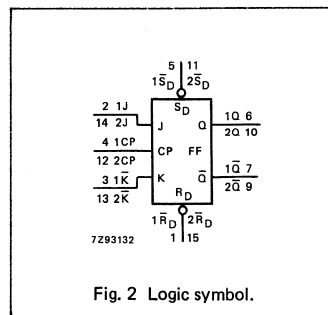 5 11
1S̅D 2S̅D
SD
2 1J
14 2J
J
Q
1Q 6
2Q 10
4 1CP
12 2CP
CP FF
3 1K̅
13 2K̅
K
Q̅
1Q̅ 7
2Q̅ 9
RD
1R̅D 2R̅D
7Z93132
1 15
Fig. 2 Logic symbol.